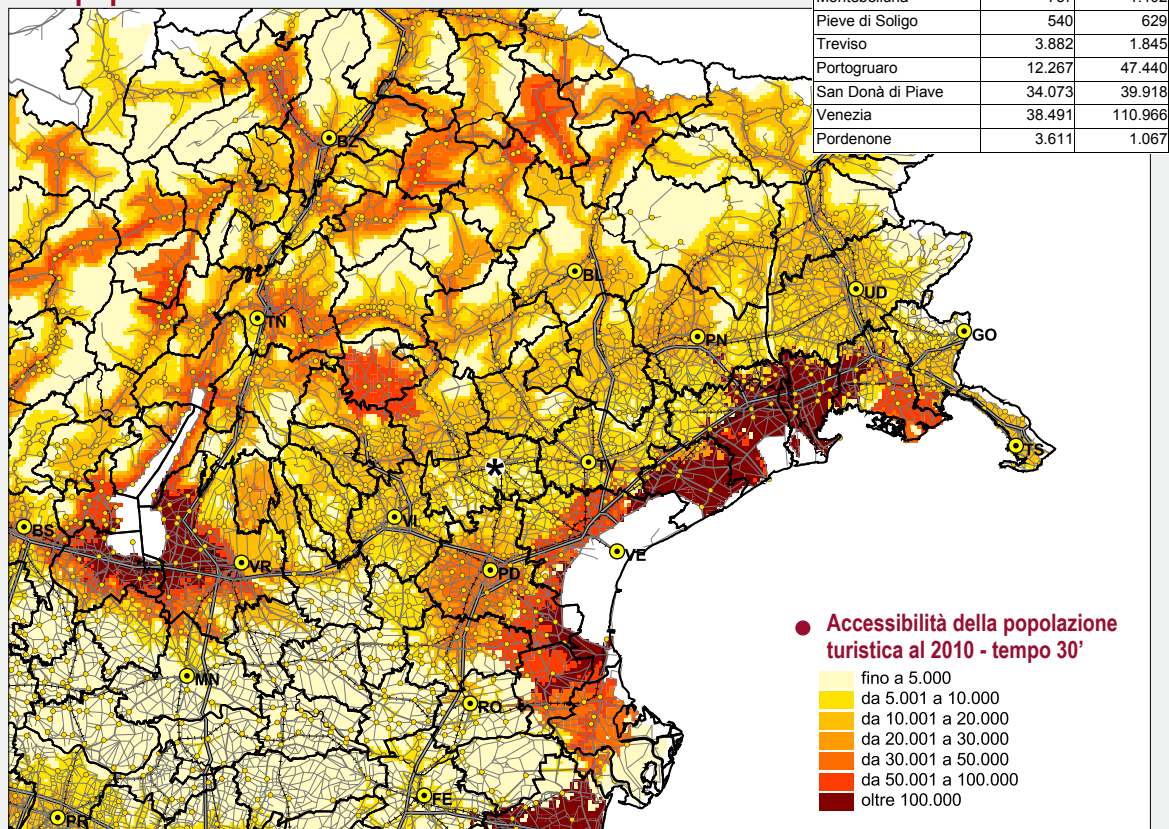 Pieve di Soligo 540 629
Treviso 3.882 1.845
Portogruaro 12.267 47.440
San Donà di Piave 34.073 39.918
Venezia 38.491 110.966
Pordenone 3.611 1.067
BZ
BL
UD
TN
GO
PN
TS
*
TV
VI
BS
VE
VR
PD
Accessibilità della popolazione
turistica al 2010 - tempo 30'
fino a 5.000
MN
da 5.001 a 10.000
RO
da 10.001 a 20.000
da 20.001 a 30.000
da 30.001 a 50.000
da 50.001 a 100.000
FE
oltre 100.000
PR